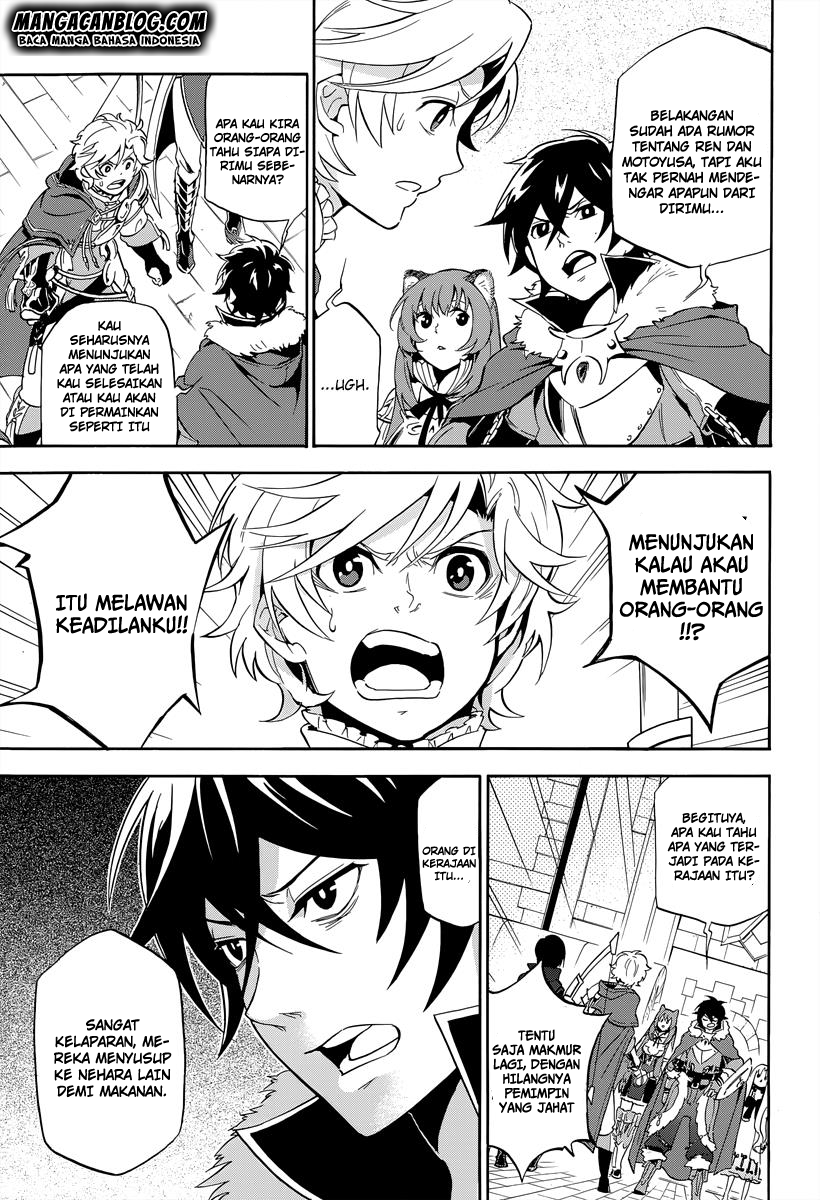 MANGACANBLOG.COM
BACA MANGA BAHASA INDONESIA
BELAKANGAN
SUDAH ADA RUMOR
TENTANG REN DAN
MOTOYUSA, TAPI AKU
TAK PERNAH MENDE-
NGAR APAPUN DARI
DIRIMU...
...UGH.
APA KAU KIRA
ORANG-ORANG
TAHU SIAPA DI-
RIMU SEBE-
NARNYA?
KAU
SEHARUSNYA
MENUNJUKAN
APA YANG TELAH
KAU SELESAIKAN
ATAU KAU AKAN
DI PERMAINKAN
SEPERTI ITU
MENUNJUKAN
KALAU AKAU
MEMBANTU
ORANG-ORANG
!!?
ITU MELAWAN
KEADILANKU!!
BEGITUYA,
APA KAU TAHU
APA YANG TER-
JADI PADA KE-
RAJAAN ITU?
TENTU
SAJA MAKMUR
LAGI, DENGAN
HILANGNYA
PEMIMPIN
YANG JAHAT
ORANG DI
KERAJAAN
ITU...
SANGAT
KELAPARAN, ME-
REKA MENYUSUP
KE NEHARA LAIN
DEMI MAKANAN.